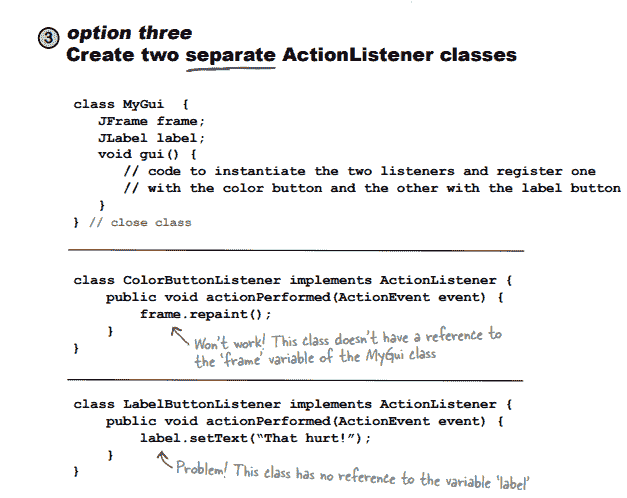 3 option three
Create two separate ActionListener classes
class MyGui {
JFrame frame;
JLabel label;
void gui() {
// code to instantiate the two listeners and register one
// with the color button and the other with the label button
}
} // close class
class ColorButtonListener implements ActionListener {
public void actionPerformed(ActionEvent event) {
frame.repaint();
}
Won't work! This class doesn't have a reference to
the 'frame' variable of the MyGui class
}
class LabelButtonListener implements ActionListener {
public void actionPerformed(ActionEvent event) {
label.setText(“That hurt!”);
}
Problem! This class has no reference to the variable 'label'
}